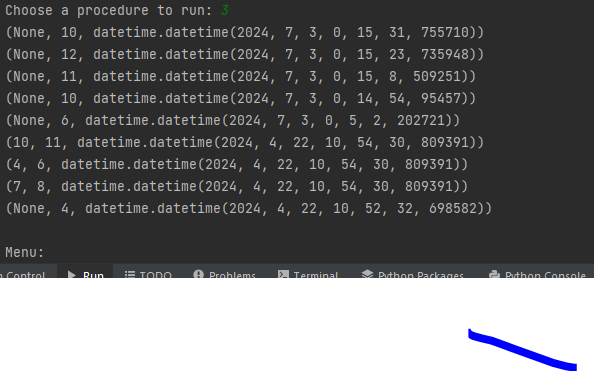 Choose a procedure to run: 3
(None, 10, datetime.datetime(2024, 7, 3, 0, 15, 31, 755710))
(None, 12, datetime.datetime(2024, 7, 3, 0, 15, 23, 735948))
(None, 11, datetime.datetime(2024, 7, 3, 0, 15, 8, 509251))
(None, 10, datetime.datetime(2024, 7, 3, 0, 14, 54, 95457))
(None, 6, datetime.datetime(2024, 7, 3, 0, 5, 2, 202721))
(10, 11, datetime.datetime(2024, 4, 22, 10, 54, 30, 809391))
(4, 6, datetime.datetime(2024, 4, 22, 10, 54, 30, 809391))
(7, 8, datetime.datetime(2024, 4, 22, 10, 54, 30, 809391))
(None, 4, datetime.datetime(2024, 4, 22, 10, 52, 32, 698582))
Menu:
Control Run TODO Problems Terminal Python Packages Python Console